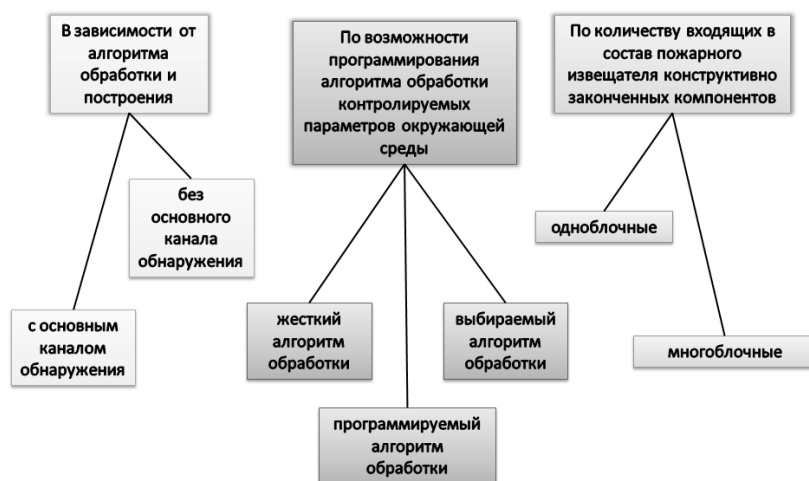 В зависимости от
алгоритма
обработки и
построения
без
основного
канала
обнаружения
с основным
каналом
обнаружения
По возможности
программирования
алгоритма обработки
контролируемых
параметров окружающей
среды
жесткий
алгоритм
обработки
программируемый
алгоритм
обработки
выбираемый
алгоритм
обработки
По количеству входящих в
состав пожарного
извещателя конструктивно
законченных компонентов
одноблочные
многоблочные